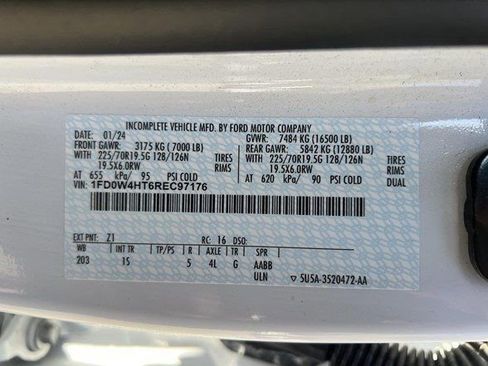 INCOMPLETE VEHICLE MFD. BY FORD MOTOR COMPANY
DATE: 01/24 GVWR: 7484 KG (16500 LB)
FRONT GAWR: 3175 KG (7000 LB) REAR GAWR: 5842 KG (12880 LB)
WITH 225/70R19.5G 128/126N TIRES WITH 225/70R19.5G 128/126N TIRES
19.5X6.0RW RIMS 19.5X6.0RW RIMS
AT 655 kPa/ 95 PSI COLD AT 620 kPa/ 90 PSI COLD
VIN: 1FD0W4HT6REC97176
EXT PNT: Z1 RC: 16 DSO:
WB INT TR TP/PS R AXLE TR SPR
203 15 5 4L G AABB
ULN 5U5A-3520472-AA